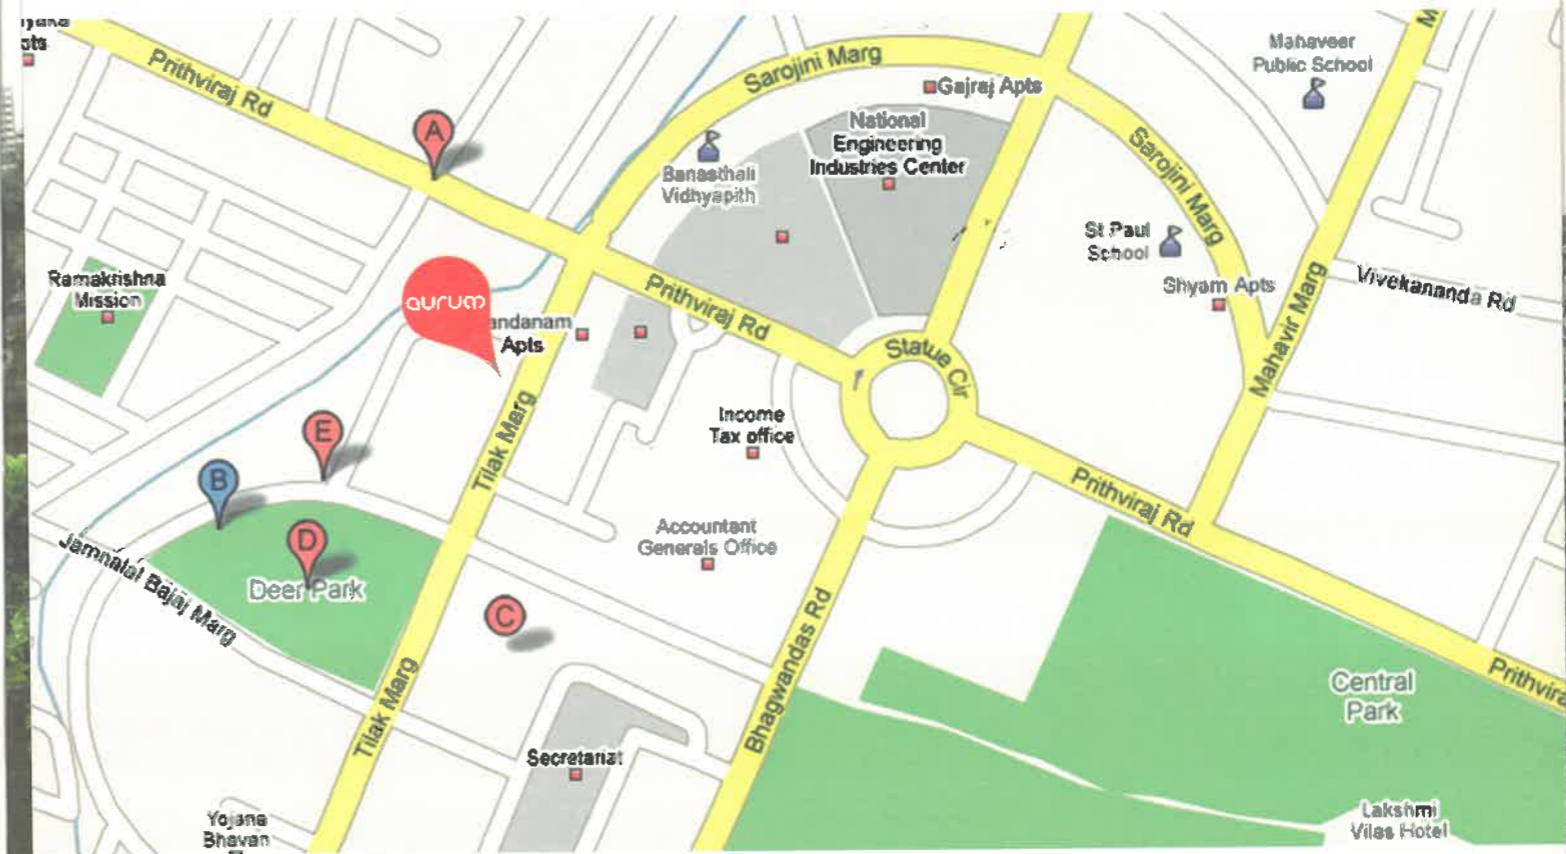 ots
Prithviraj Rd
A
Sarojini Marg
Gajraj Apts
National
Engineering
Industries Center
Banasthali
Vidhyapith
Mahaveer
Public School
M
Sarojini Marg
St Paul
School
Shyam Apts
Vivekananda Rd
Mahavir Marg
Ramakrishna
Mission
aurum
andanam
Apts
Prithviraj Rd
Statue Cir
Tilak Marg
Income
Tax office
E
B
D
Deer Park
Jamnalal Bajaj Marg
Accountant
Generals Office
C
Prithviraj Rd
Bhagwandas Rd
Tilak Marg
Secretariat
Central
Park
Prithvir
Lakshmi
Vilas Hotel
Yojana
Bhavan